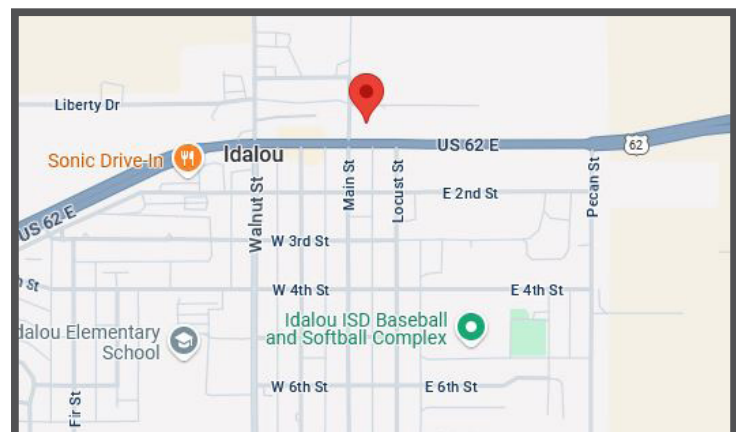 Liberty Dr
Sonic Drive-In
Idalou
US 62 E
62
US 62 E
Walnut St
Main St
Locust St
Pecan St
E 2nd St
W 3rd St
W 4th St
E 4th St
St
Idalou ISD Baseball
and Softball Complex
dalou Elementary
School
W 6th St
E 6th St
Fir St